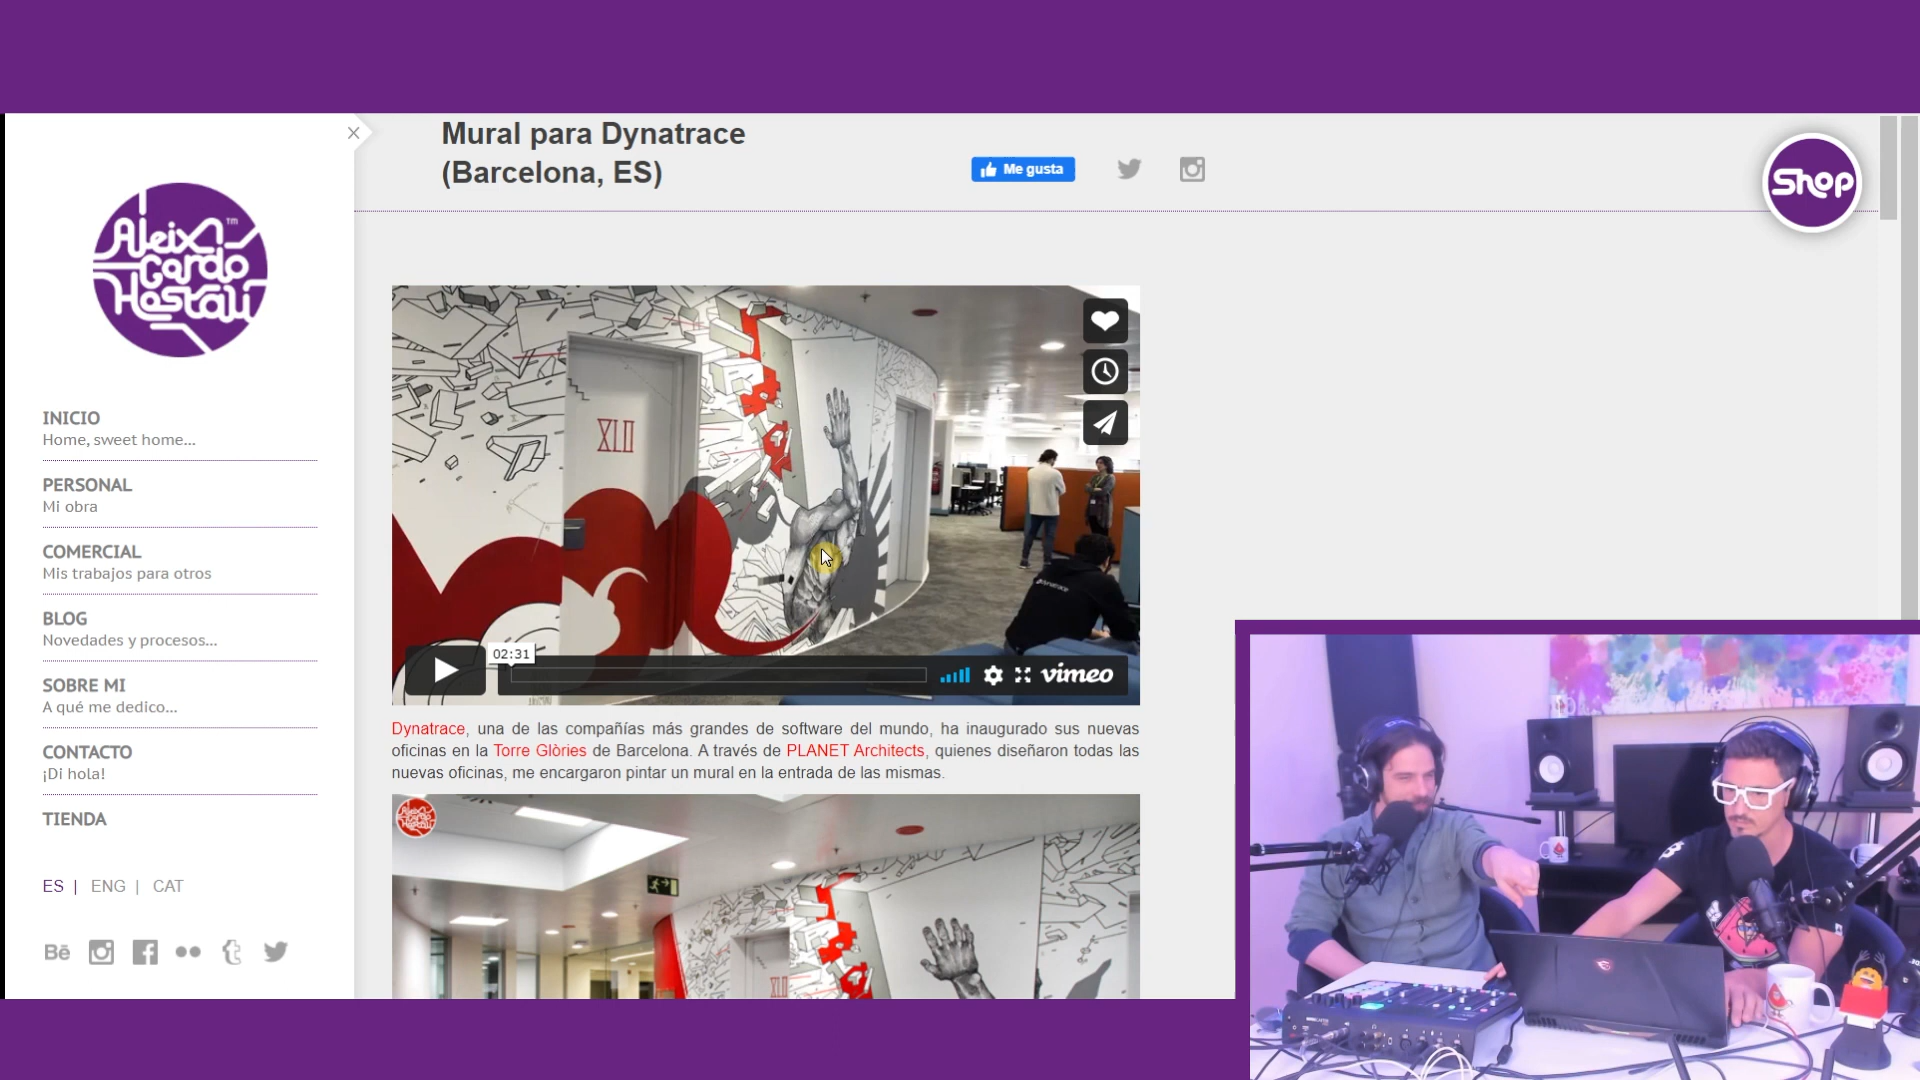 Mural para Dynatrace
(Barcelona, ES)
Me gusta
Shop
Aleix
Gordo
Hostau
TM
INICIO
Home, sweet home...
PERSONAL
Mi obra
COMERCIAL
Mis trabajos para otros
BLOG
Novedades y procesos...
SOBRE MI
A qué me dedico...
CONTACTO
¡Di hola!
TIENDA
ES | ENG | CAT
Bē
XLII
02:31
vimeo
Dynatrace, una de las compañías más grandes de software del mundo, ha inaugurado sus nuevas
oficinas en la Torre Glòries de Barcelona. A través de PLANET Architects, quienes diseñaron todas las
nuevas oficinas, me encargaron pintar un mural en la entrada de las mismas.
XLII